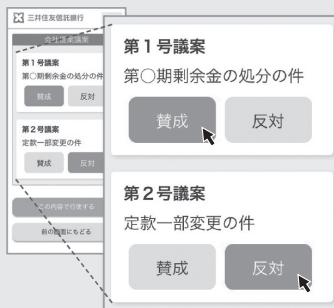 三井住友信託銀行
会社提案議案
第1号議案
第○期剰余金の処分の件
賛成
反対
第2号議案
定款一部変更の件
賛成
反対
この内容で行使する
前の画面にもどる
第1号議案
第○期剰余金の処分の件
賛成
反対
第2号議案
定款一部変更の件
賛成
反対